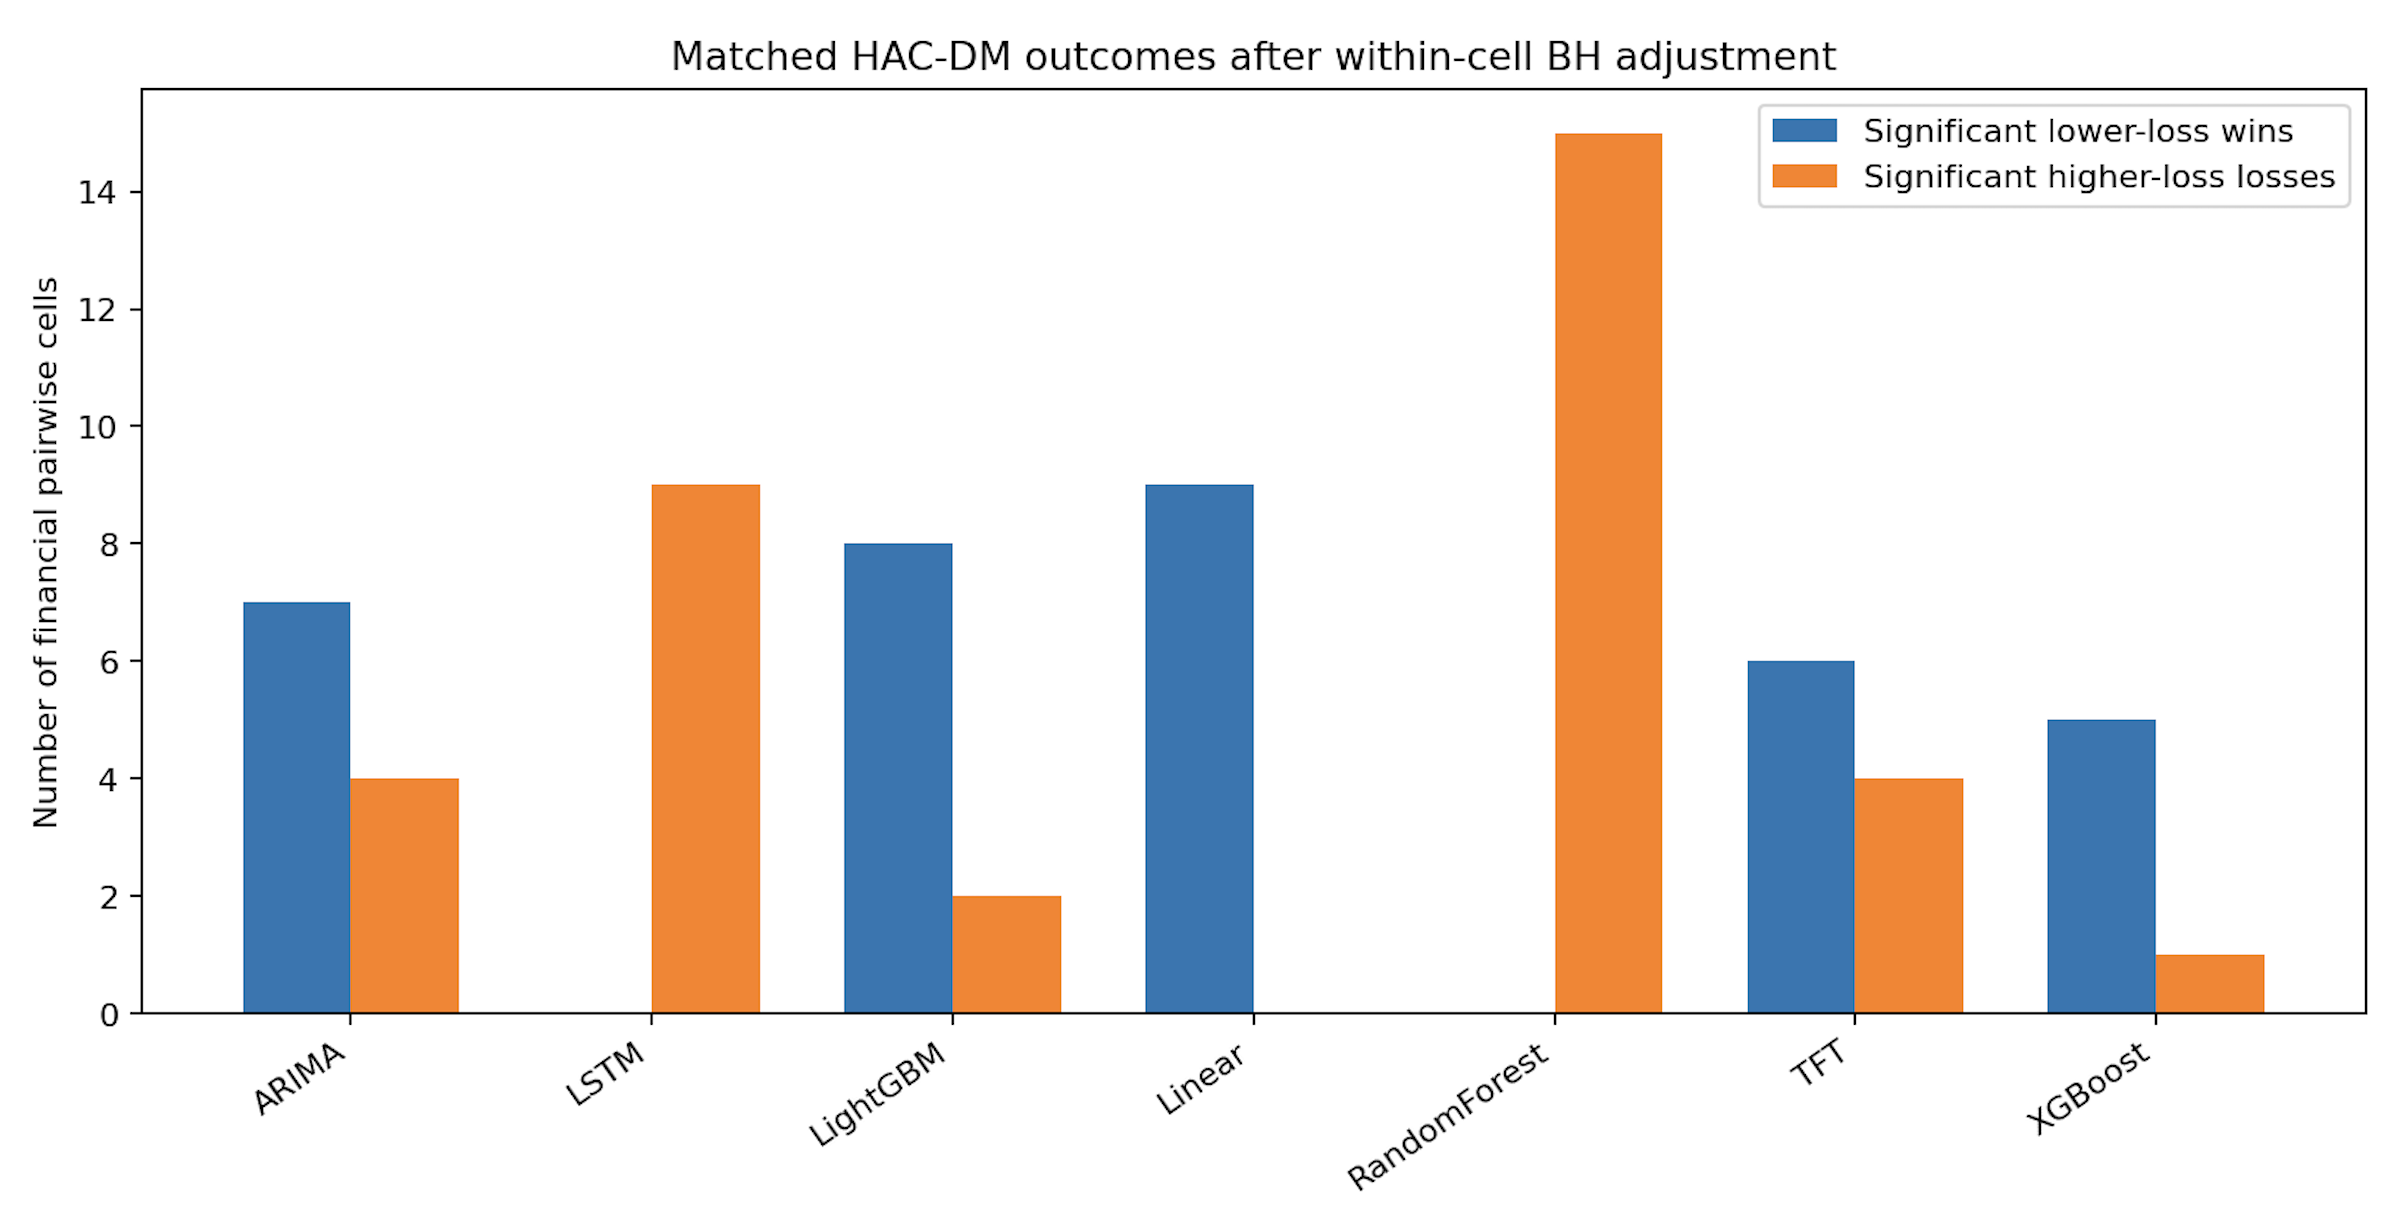 Matched HAC-DM outcomes after within-cell BH adjustment
Significant lower-loss wins
Significant higher-loss losses
Number of financial pairwise cells
14
12
10
8
6
4
2
0
ARIMA
LSTM
LightGBM
Linear
RandomForest
TFT
XGBoost